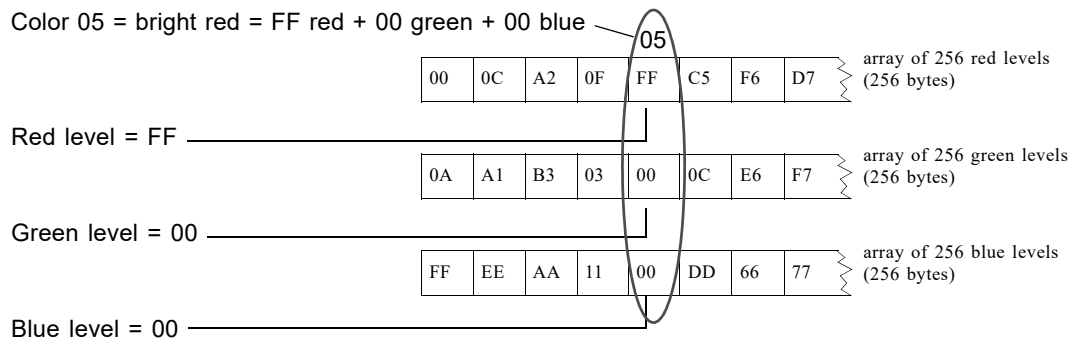 Color 05 = bright red = FF red + 00 green + 00 blue
05
00 0C A2 0F FF C5 F6 D7
array of 256 red levels
(256 bytes)
Red level = FF
0A A1 B3 03 00 0C E6 F7
array of 256 green levels
(256 bytes)
Green level = 00
FF EE AA 11 00 DD 66 77
array of 256 blue levels
(256 bytes)
Blue level = 00